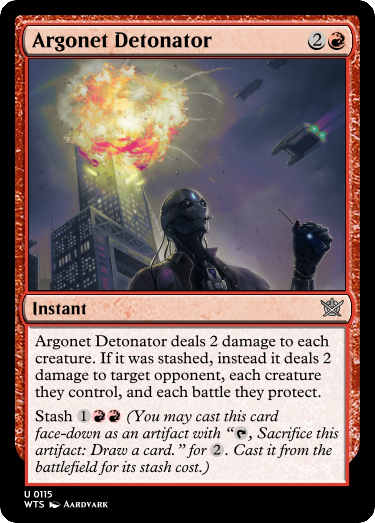 Argonet Detonator 2
Instant
Argonet Detonator deals 2 damage to each
creature. If it was stashed, instead it deals 2
damage to target opponent, each creature
they control, and each battle they protect.
Stash 1 (You may cast this card
face-down as an artifact with “, Sacrifice this
artifact: Draw a card.” for 2. Cast it from the
battlefield for its stash cost.)
U 0115
WTS Aardvark